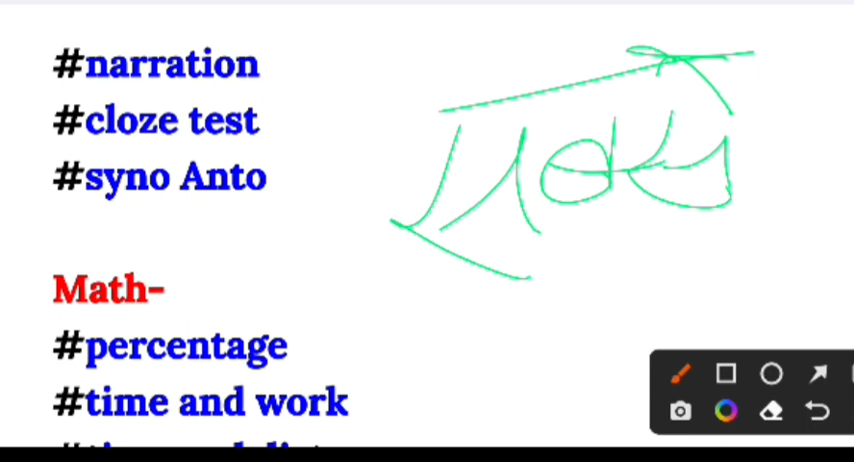 #narration
#cloze test
#syno Anto
Math-
#percentage
#time and work